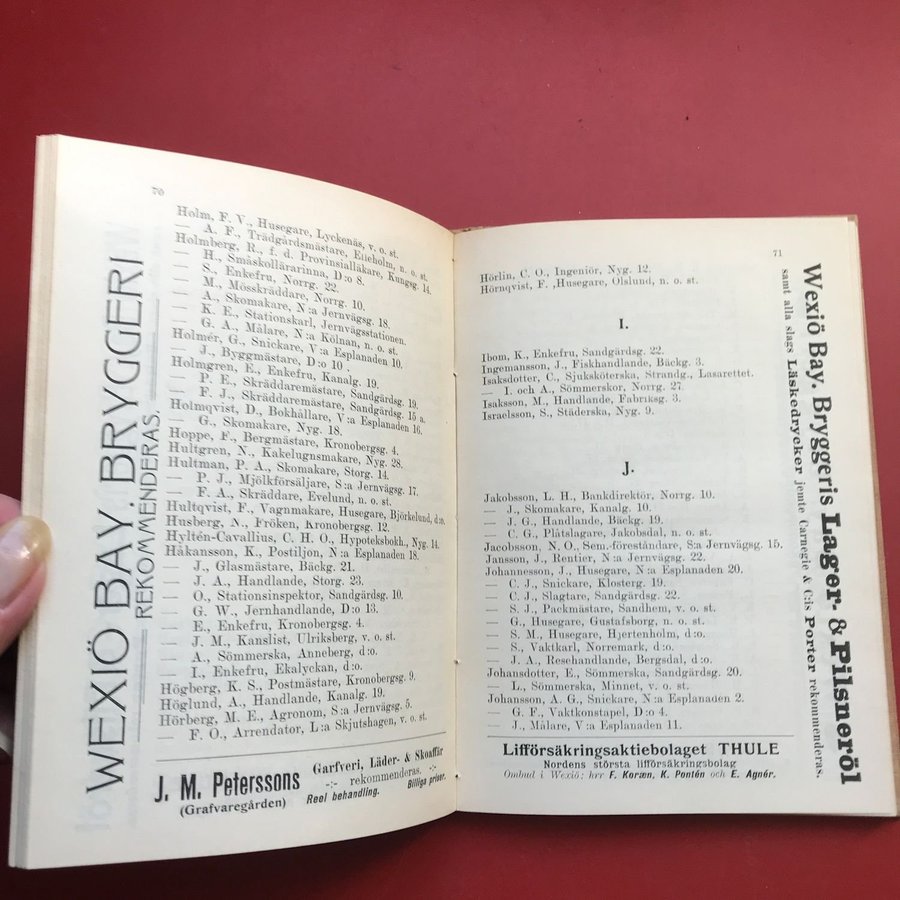 70
WEXIÖ BAY. BRYGGERI
REKOMMENDERAS.
Holm, F. V., Husegare, Lyckenäs, v. o. st.
— A. F., Trädgårdsmästare, Elieholm, n. o. st.
Holmberg, R., f. d. Provinsialläkare, Kungsg. 14.
— H., Småskollärarinna, D:o 8.
— S., Enkefru, Norrg. 22.
— M., Mösskräddare, Norrg. 10.
— A., Skomakare, N:a Jernvägsg. 18.
— K. E., Stationskarl, Jernvägsstationen.
— G. A., Målare, N:a Kölnan, n. o. st.
Holmér, G., Snickare, V:a Esplanaden 10.
— J., Byggmästare, D:o 10 .
Holmgren, E., Enkefru, Kanalg. 19.
— P. E., Skräddaremästare, Sandgärdsg. 19.
— F. J., Skräddaremästare, Sandgärdsg. 15 a.
Holmqvist, D., Bokhållare, V:a Esplanaden 16.
— G., Skomakare, Nyg. 18.
Hoppe, F., Bergmästare, Kronobergsg. 4.
Hultgren, N., Kakelugnsmakare, Nyg. 28.
Hultman, P. A., Skomakare, Storg. 14.
— P. J., Mjölkförsäljare, S:a Jernvägsg. 17.
— F. A., Skräddare, Evelund, n. o. st.
Hultqvist, F., Vagnmakare, Husegare, Björkelund, d:o.
Husberg, N., Fröken, Kronobergsg. 12.
Hyltén-Cavallius, C. H. O., Hypoteksbokh., Nyg. 14.
Håkansson, K., Postiljon, N:a Esplanaden 18.
— J., Glasmästare, Bäckg. 21.
— J. A., Handlande, Storg. 23.
— O., Stationsinspektor, Sandgärdsg. 10.
— G. W., Jernhandlande, D:o 13.
— E., Enkefru, Kronobergsg. 4.
— J. M., Kanslist, Ulriksberg, v. o. st.
— A., Sömmerska, Anneberg, d:o.
— I., Enkefru, Ekalyckan, d:o.
Högberg, K. S., Postmästare, Kronobergsg. 9.
Höglund, A., Handlande, Kanalg. 19.
Hörberg, M. E., Agronom, S:a Jernvägsg. 5.
— F. O., Arrendator, L:a Skjutshagen, v. o. st.
J. M. Peterssons
(Grafvaregården)
Garfveri, Läder- & Skoaffär
-:- rekommenderas. -:-
Reel behandling. Billiga priser.
71
Hörlin, C. O., Ingeniör, Nyg. 12.
Hörnqvist, F. ,Husegare, Olslund, n. o. st.
I.
Ibom, K., Enkefru, Sandgärdsg. 22.
Ingemansson, J., Fiskhandlande, Bäckg. 3.
Isaksdotter, C., Sjuksköterska, Strandg., Lasarettet.
— I. och A., Sömmerskor, Norrg. 27.
Isaksson, M., Handlande, Fabriksg. 3.
Israelsson, S., Städerska, Nyg. 9.
J.
Jakobsson, L. H., Bankdirektör, Norrg. 10.
— J., Skomakare, Kanalg. 10.
— J. G., Handlande, Bäckg. 19.
— C. G., Plåtslagare, Jakobsdal, n. o. st.
Jacobsson, N. O., Sem.-föreståndare, S:a Jernvägsg. 15.
Jansson, J., Rentier, N:a Jernvägsg. 22.
Johannesson, J., Husegare, N:a Esplanaden 20.
— C. J., Snickare, Klosterg. 19.
— C. J., Slagtare, Sandgärdsg. 22.
— S. J., Packmästare, Sandhem, v. o. st.
— G., Husegare, Gustafsborg, n. o. st.
— S. M., Husegare, Hjertenholm, d:o.
— S., Vaktkarl, Norremark, d:o.
— J. A., Resehandlande, Bergsdal, d:o.
Johansdotter, E., Sömmerska, Sandgärdsg. 20.
— L., Sömmerska, Minnet, v. o. st.
Johansson, A. G., Snickare, N:a Esplanaden 2.
— G. F., Vaktkonstapel, D:o 4.
— J., Målare, V:a Esplanaden 11.
Lifförsäkringsaktiebolaget THULE
Nordens största lifförsäkringsbolag
Ombud i Wexiö: hrr F. Koræn, K. Pontén och E. Agnér.
Wexiö Bay. Bryggeris Lager- & Pilsneröl
samt alla slags Läskedrycker jemte Carnegie & C:is Porter rekommenderas.